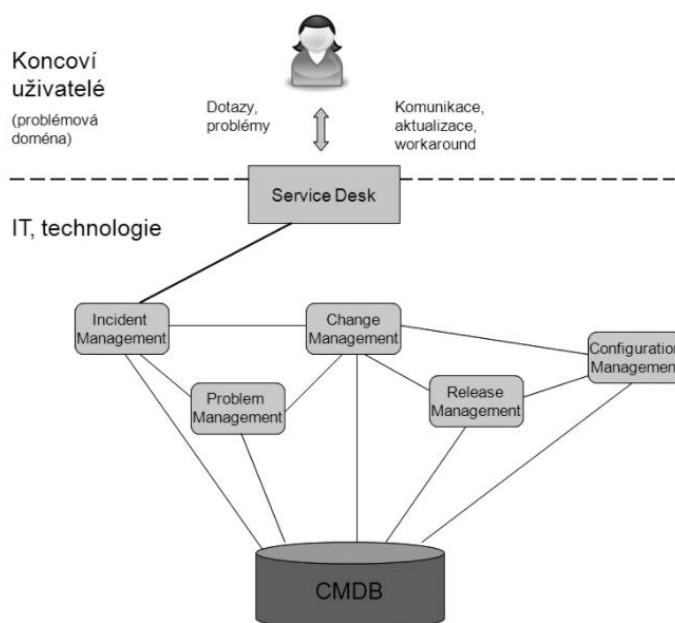 Koncoví
uživatelé
(problémová
doména)
Dotazy,
problémy
Komunikace,
aktualizace,
workaround
Service Desk
IT, technologie
Incident
Management
Change
Management
Configuration
Management
Problem
Management
Release
Management
CMDB